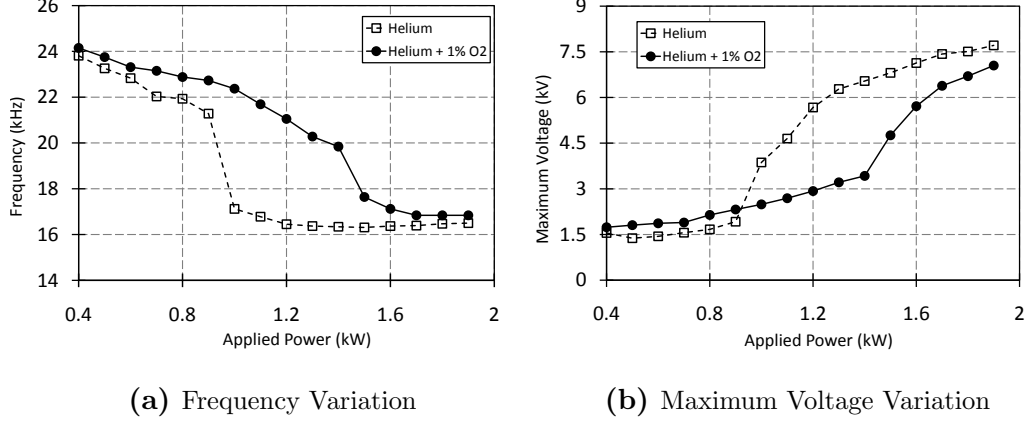 26
24
22
20
18
16
14
Frequency (kHz)
Helium
Helium + 1% O2
0.4 0.8 1.2 1.6 2
Applied Power (kW)
(a) Frequency Variation
9
7.5
6
4.5
3
1.5
0
Maximum Voltage (kV)
Helium
Helium + 1% O2
0.4 0.8 1.2 1.6 2
Applied Power (kW)
(b) Maximum Voltage Variation